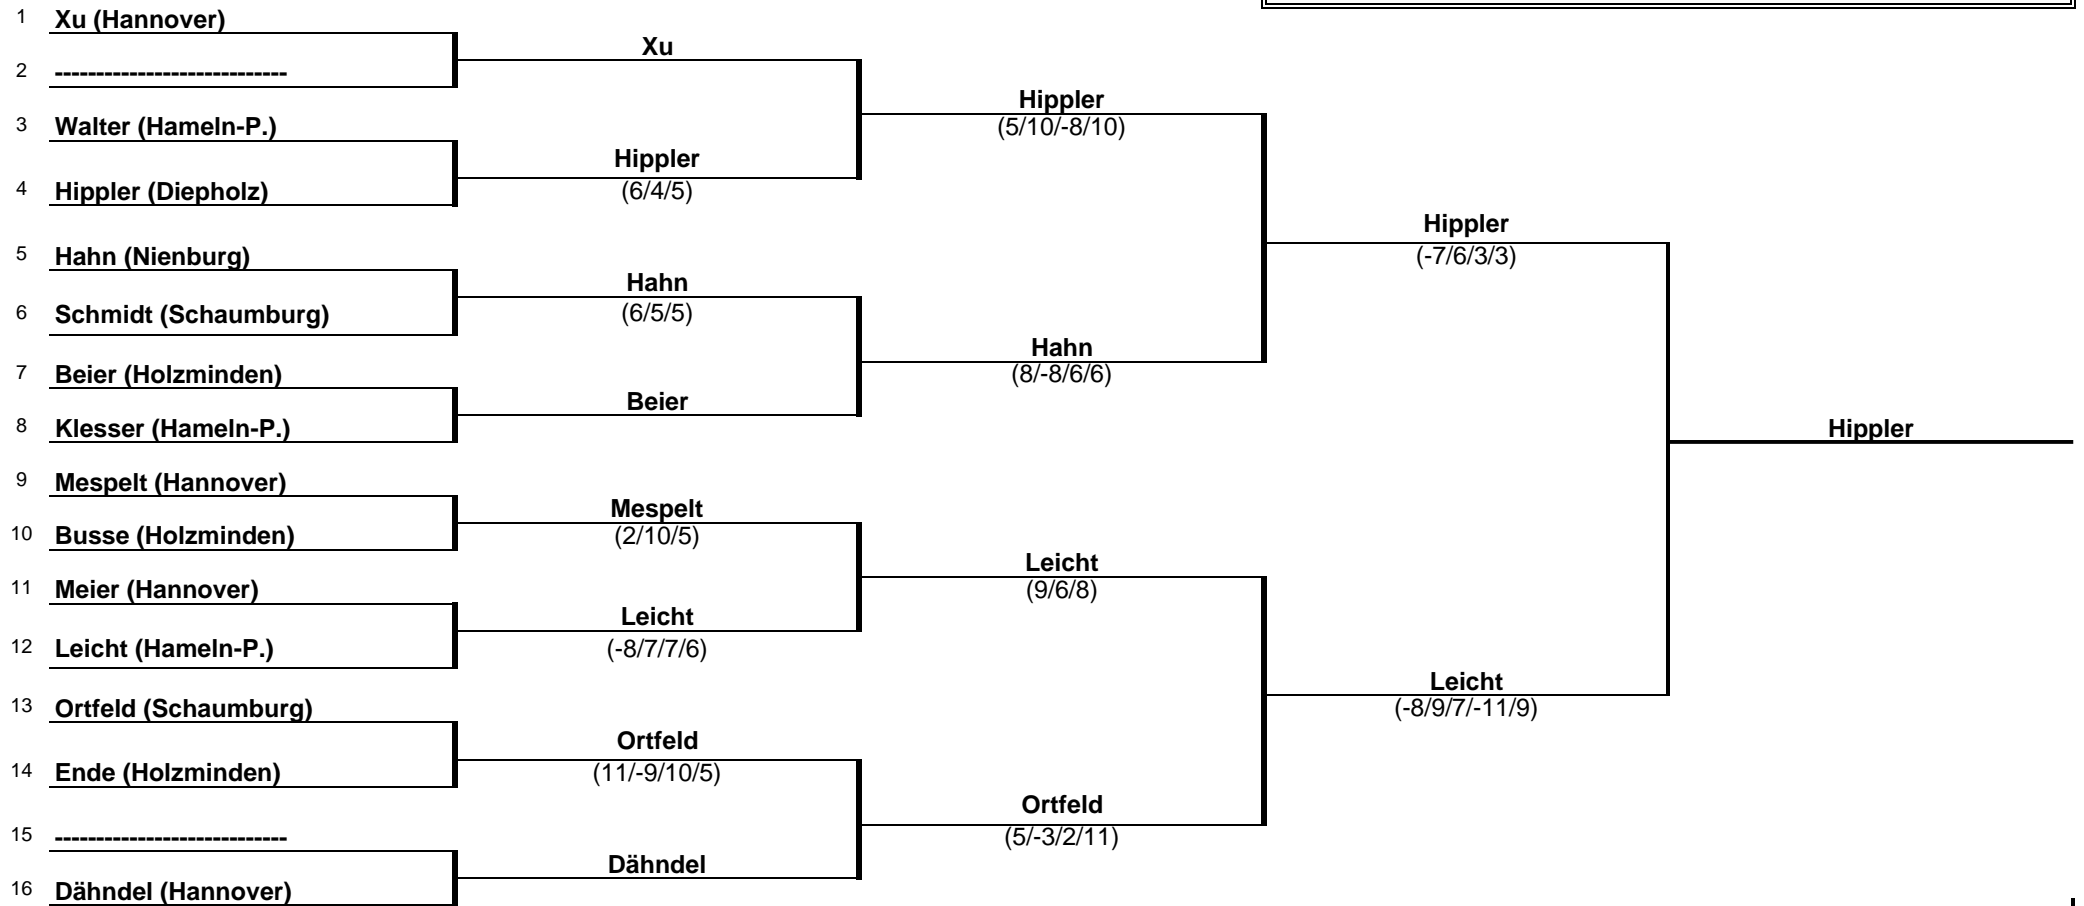 1 Xu (Hannover)
Xu
2 ----------------------------
Hippler
(5/10/-8/10)
3 Walter (Hameln-P.)
Hippler
(6/4/5)
4 Hippler (Diepholz)
Hippler
(-7/6/3/3)
5 Hahn (Nienburg)
Hahn
(6/5/5)
6 Schmidt (Schaumburg)
Hahn
(8/-8/6/6)
7 Beier (Holzminden)
Beier
8 Klesser (Hameln-P.)
Hippler
9 Mespelt (Hannover)
Mespelt
(2/10/5)
10 Busse (Holzminden)
Leicht
(9/6/8)
11 Meier (Hannover)
Leicht
(-8/7/7/6)
12 Leicht (Hameln-P.)
Leicht
(-8/9/7/-11/9)
13 Ortfeld (Schaumburg)
Ortfeld
(11/-9/10/5)
14 Ende (Holzminden)
Ortfeld
(5/-3/2/11)
15 ----------------------------
Dähndel
16 Dähndel (Hannover)